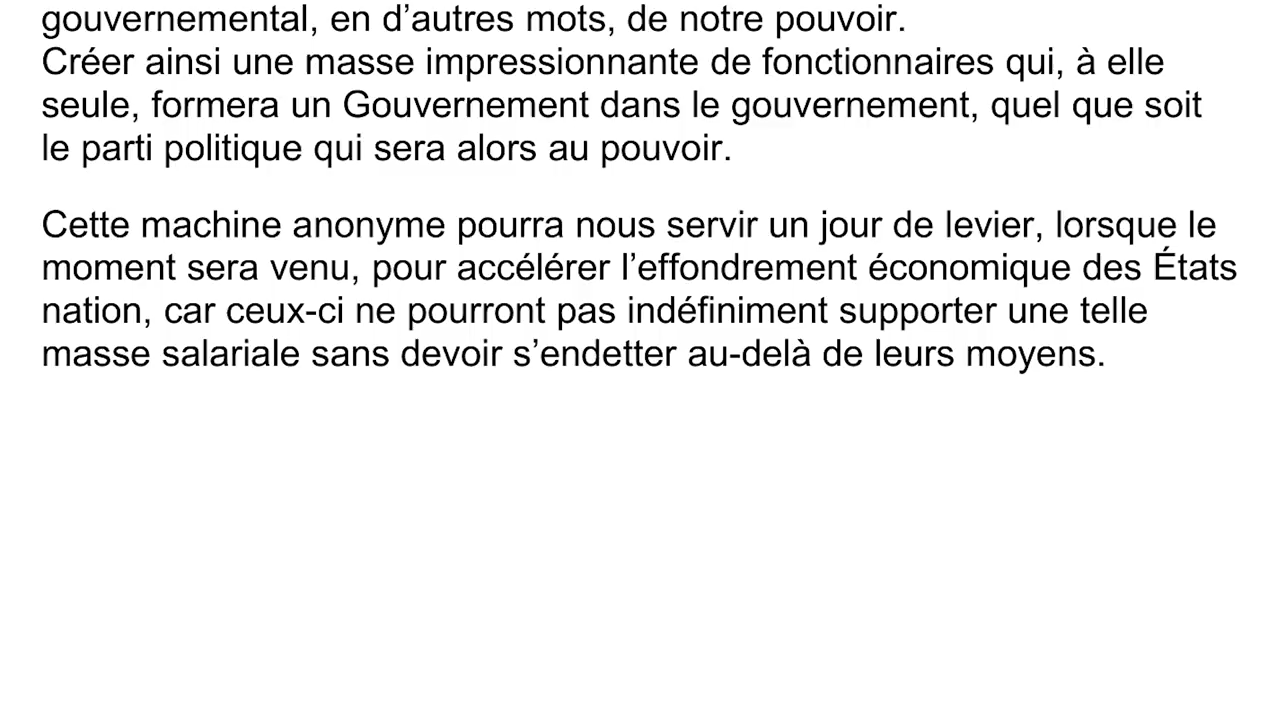 gouvernemental, en d’autres mots, de notre pouvoir.
Créer ainsi une masse impressionnante de fonctionnaires qui, à elle
seule, formera un Gouvernement dans le gouvernement, quel que soit
le parti politique qui sera alors au pouvoir.
Cette machine anonyme pourra nous servir un jour de levier, lorsque le
moment sera venu, pour accélérer l’effondrement économique des États
nation, car ceux-ci ne pourront pas indéfiniment supporter une telle
masse salariale sans devoir s’endetter au-delà de leurs moyens.